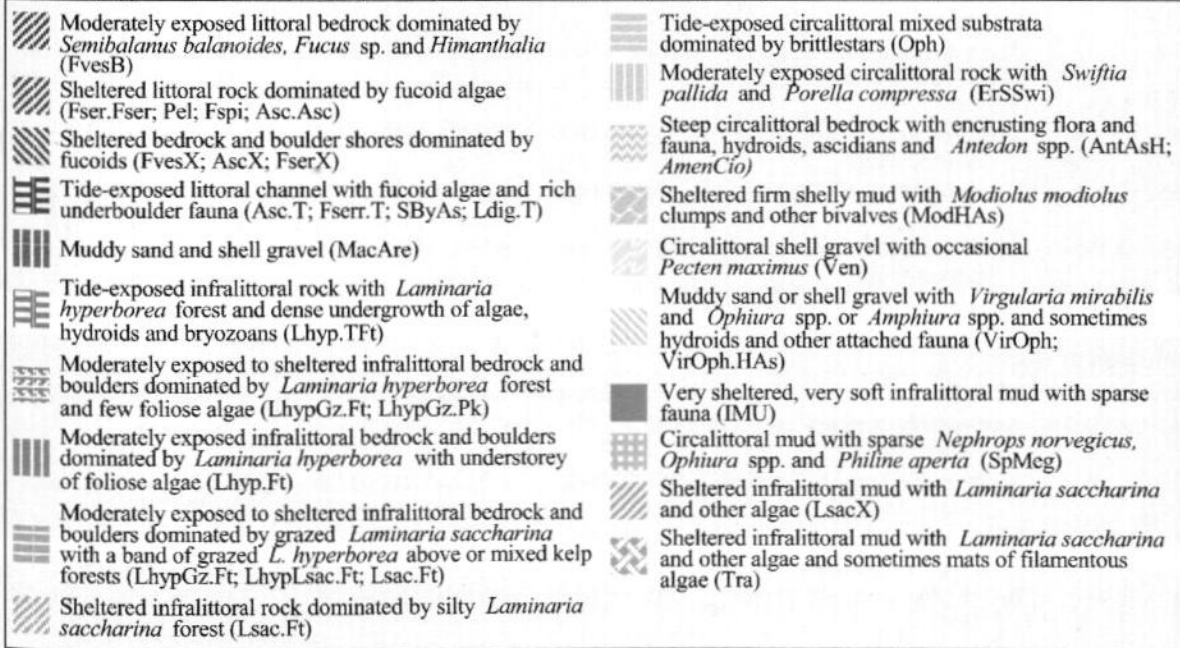 Moderately exposed littoral bedrock dominated by
Semibalanus balanoides, Fucus sp. and Himanthalia
(FvesB)
Sheltered littoral rock dominated by fucoid algae
(Fser.Fser; Pel; Fspi; Asc.Asc)
Sheltered bedrock and boulder shores dominated by
fucoids (FvesX; AscX; FserX)
Tide-exposed littoral channel with fucoid algae and rich
underboulder fauna (Asc.T; Fserr.T; SByAs; Ldig.T)
Muddy sand and shell gravel (MacAre)
Tide-exposed infralittoral rock with Laminaria
hyperborea forest and dense undergrowth of algae,
hydroids and bryozoans (Lhyp.TFt)
Moderately exposed to sheltered infralittoral bedrock and
boulders dominated by Laminaria hyperborea forest
and few foliose algae (LhypGz.Ft; LhypGz.Pk)
Moderately exposed infralittoral bedrock and boulders
dominated by Laminaria hyperborea with understorey
of foliose algae (Lhyp.Ft)
Moderately exposed to sheltered infralittoral bedrock and
boulders dominated by grazed Laminaria saccharina
with a band of grazed L. hyperborea above or mixed kelp
forests (LhypGz.Ft; LhypLsac.Ft; Lsac.Ft)
Sheltered infralittoral rock dominated by silty Laminaria
saccharina forest (Lsac.Ft)
Tide-exposed circalittoral mixed substrata
dominated by brittlestars (Oph)
Moderately exposed circalittoral rock with Swiftia
pallida and Porella compressa (ErSSwi)
Steep circalittoral bedrock with encrusting flora and
fauna, hydroids, ascidians and Antedon spp. (AntAsH;
AmenCio)
Sheltered firm shelly mud with Modiolus modiolus
clumps and other bivalves (ModHAs)
Circalittoral shell gravel with occasional
Pecten maximus (Ven)
Muddy sand or shell gravel with Virgularia mirabilis
and Ophiura spp. or Amphiura spp. and sometimes
hydroids and other attached fauna (VirOph;
VirOph.HAs)
Very sheltered, very soft infralittoral mud with sparse
fauna (IMU)
Circalittoral mud with sparse Nephrops norvegicus,
Ophiura spp. and Philine aperta (SpMeg)
Sheltered infralittoral mud with Laminaria saccharina
and other algae (LsacX)
Sheltered infralittoral mud with Laminaria saccharina
and other algae and sometimes mats of filamentous
algae (Tra)